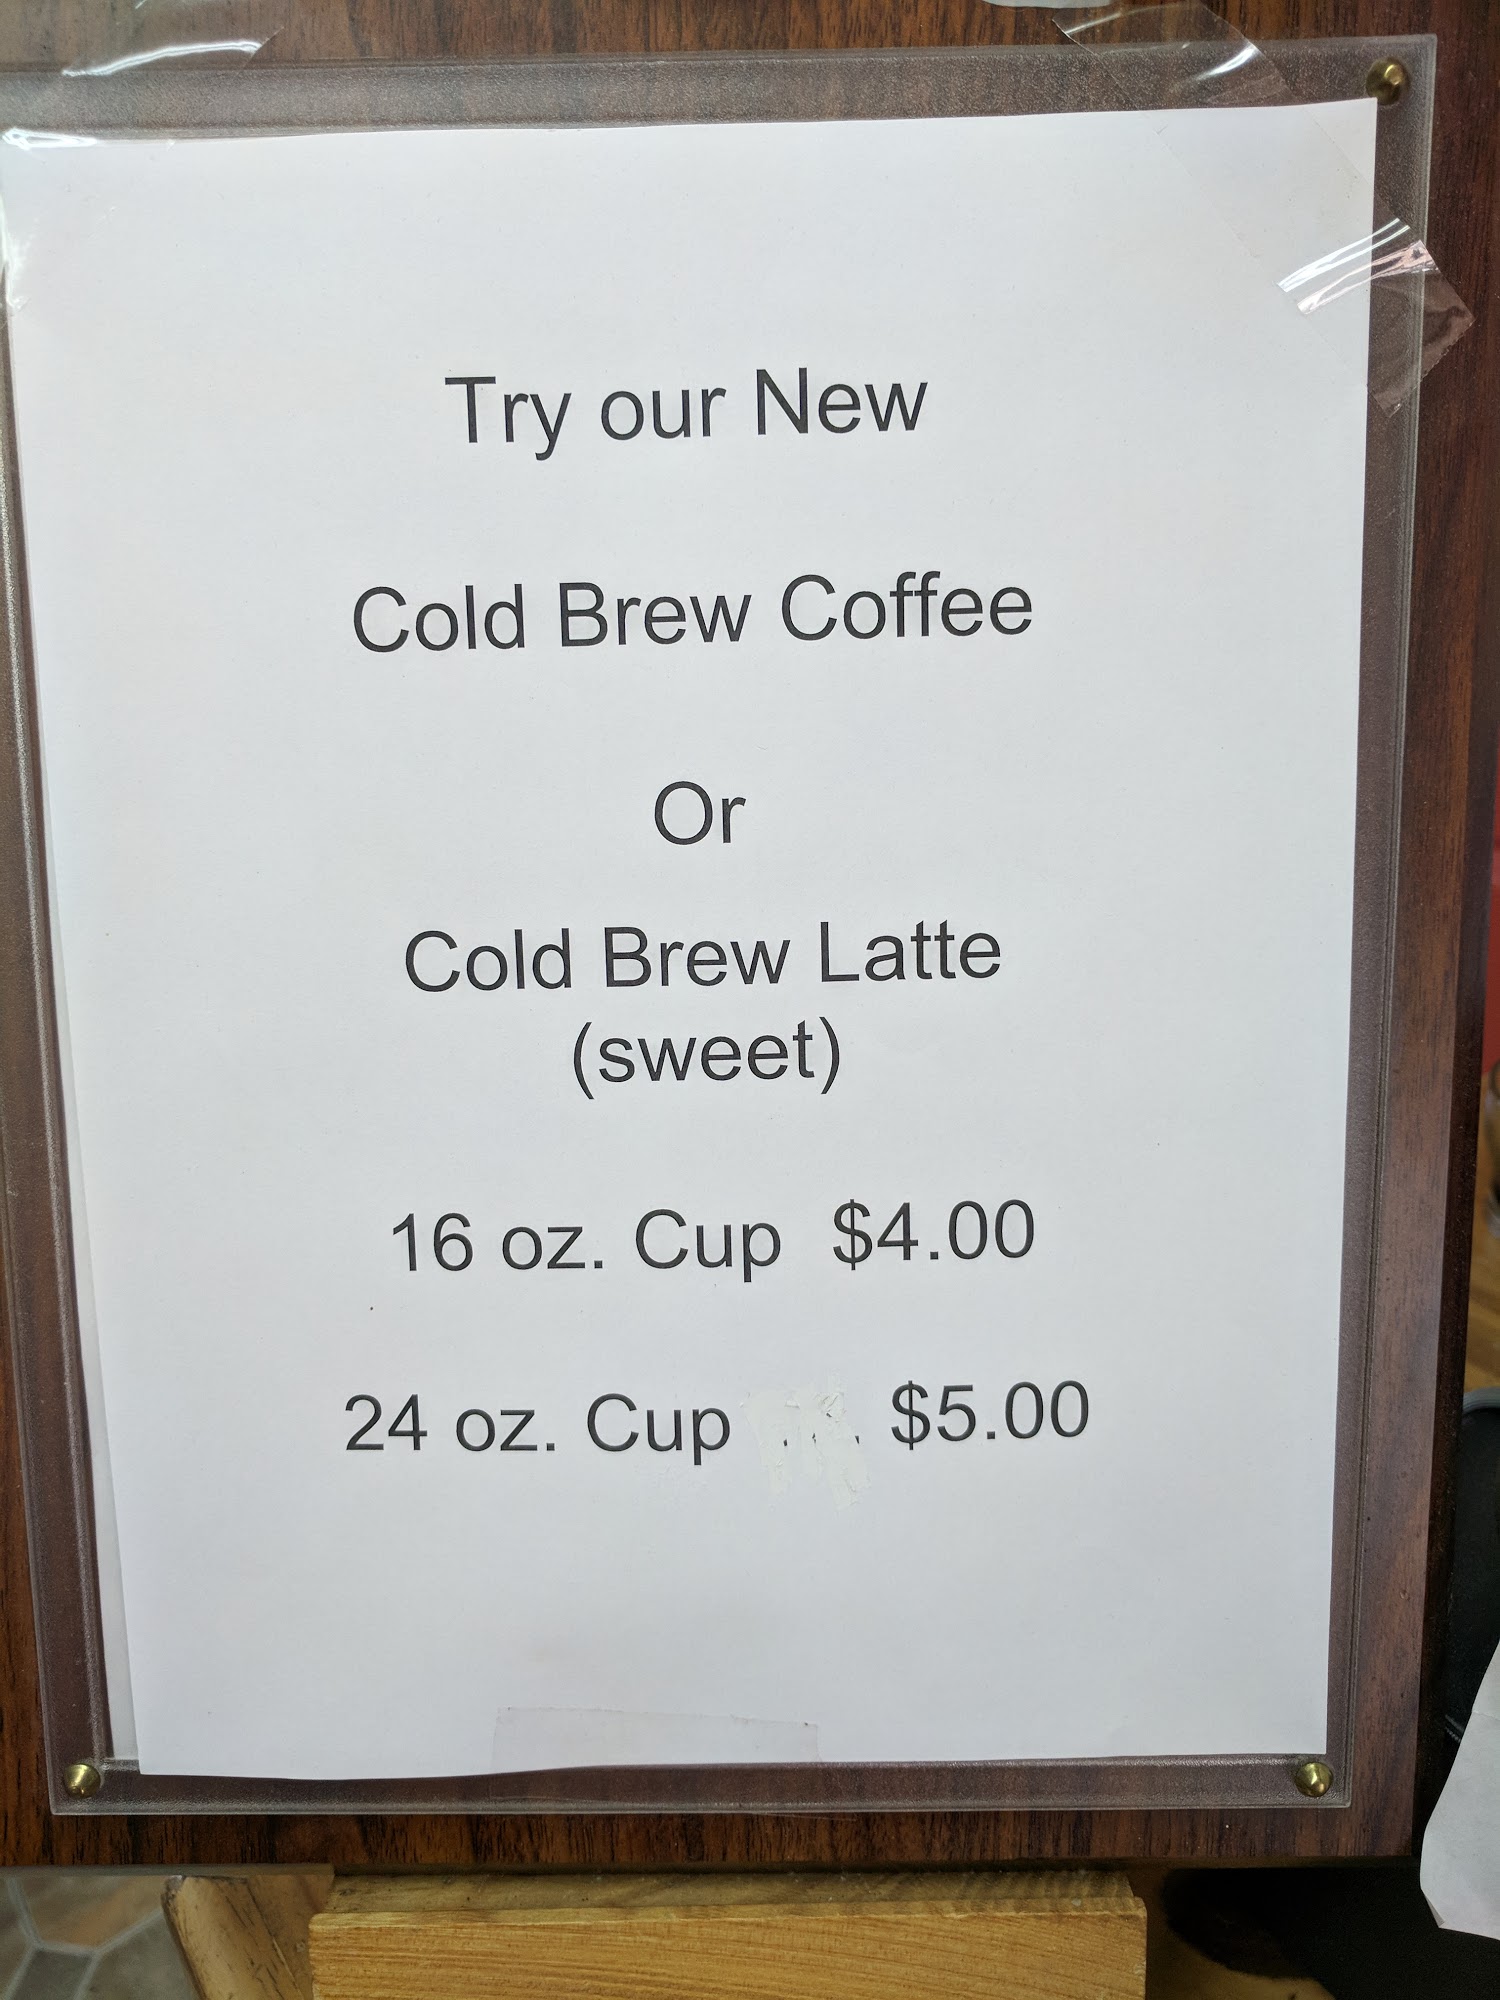 Try our New
Cold Brew Coffee
Or
Cold Brew Latte
(sweet)
16 oz. Cup $4.00
24 oz. Cup $5.00